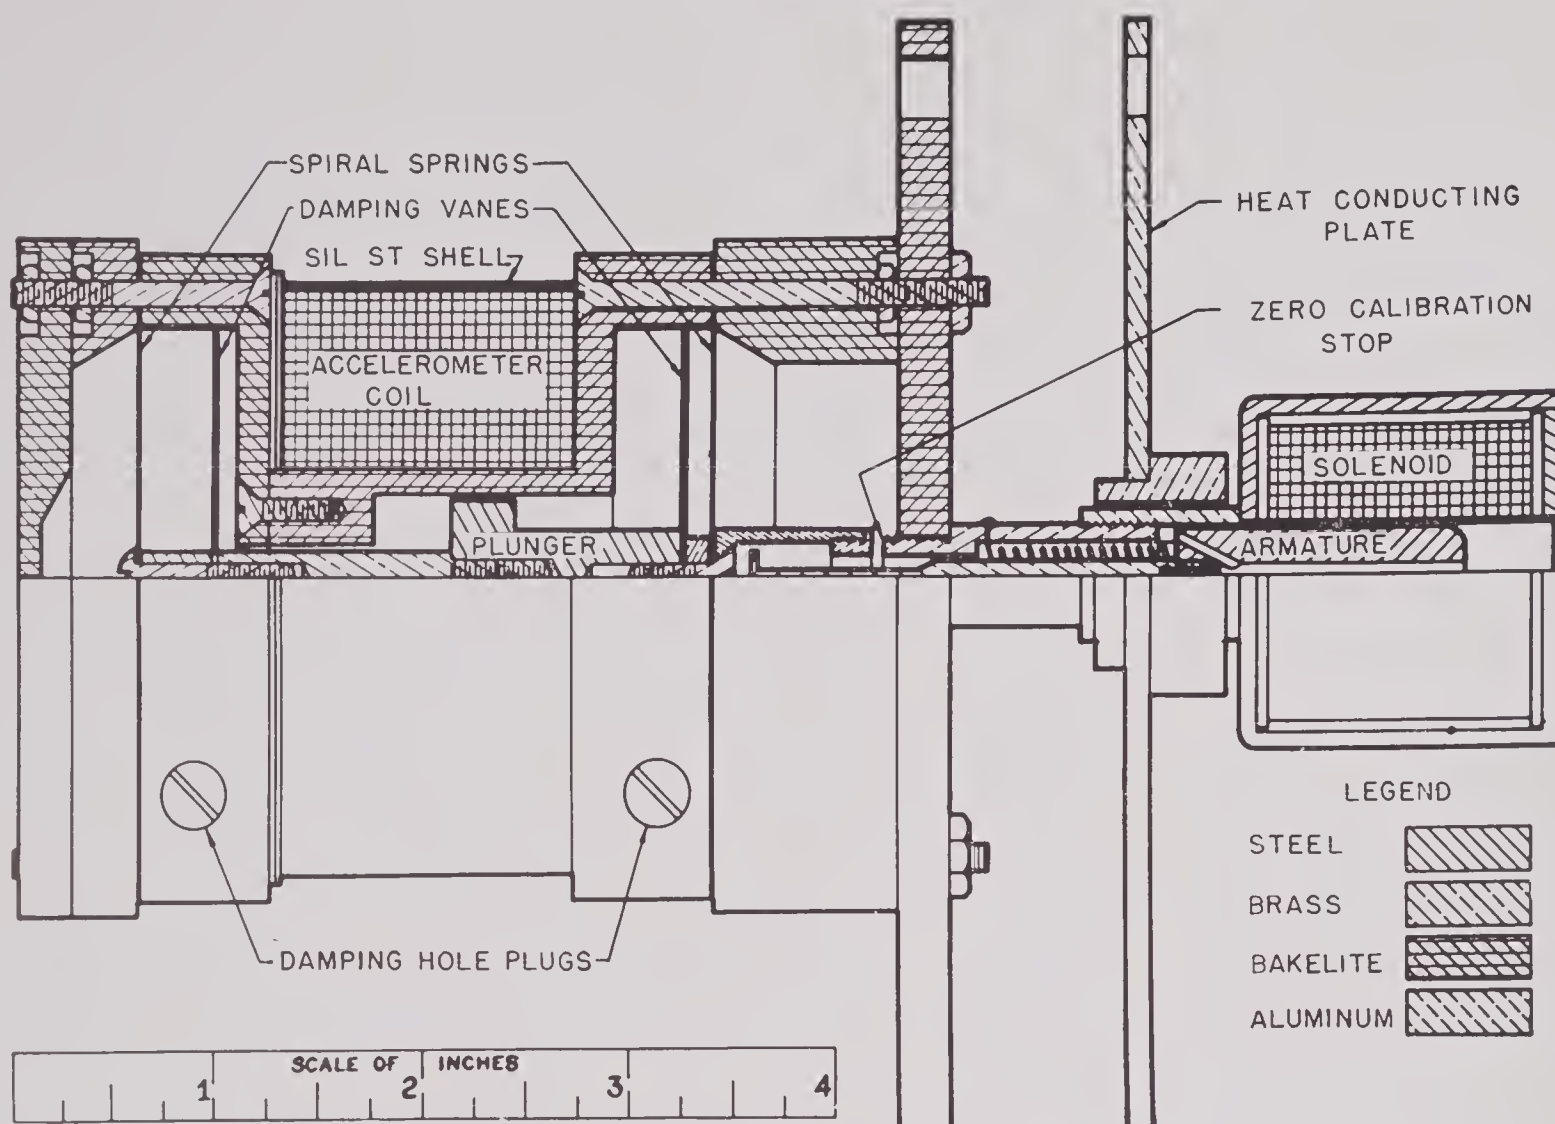 SPIRAL SPRINGS
DAMPING VANES
SIL ST SHELL
HEAT CONDUCTING
PLATE
ZERO CALIBRATION
STOP
ACCELEROMETER
COIL
SOLENOID
PLUNGER
ARMATURE
DAMPING HOLE PLUGS
LEGEND
STEEL
BRASS
BAKELITE
ALUMINUM
SCALE OF INCHES
1 2 3 4